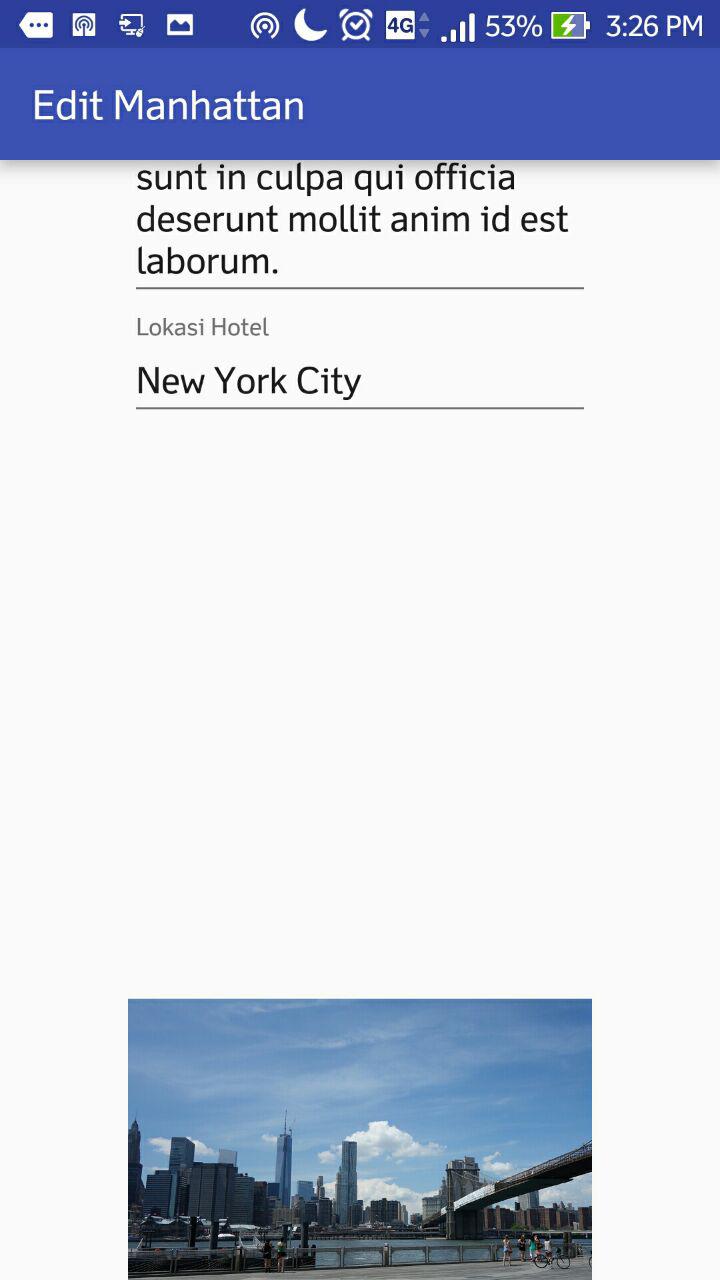 4G 53% 3:26 PM
Edit Manhattan
sunt in culpa qui officia
deserunt mollit anim id est
laborum.
Lokasi Hotel
New York City